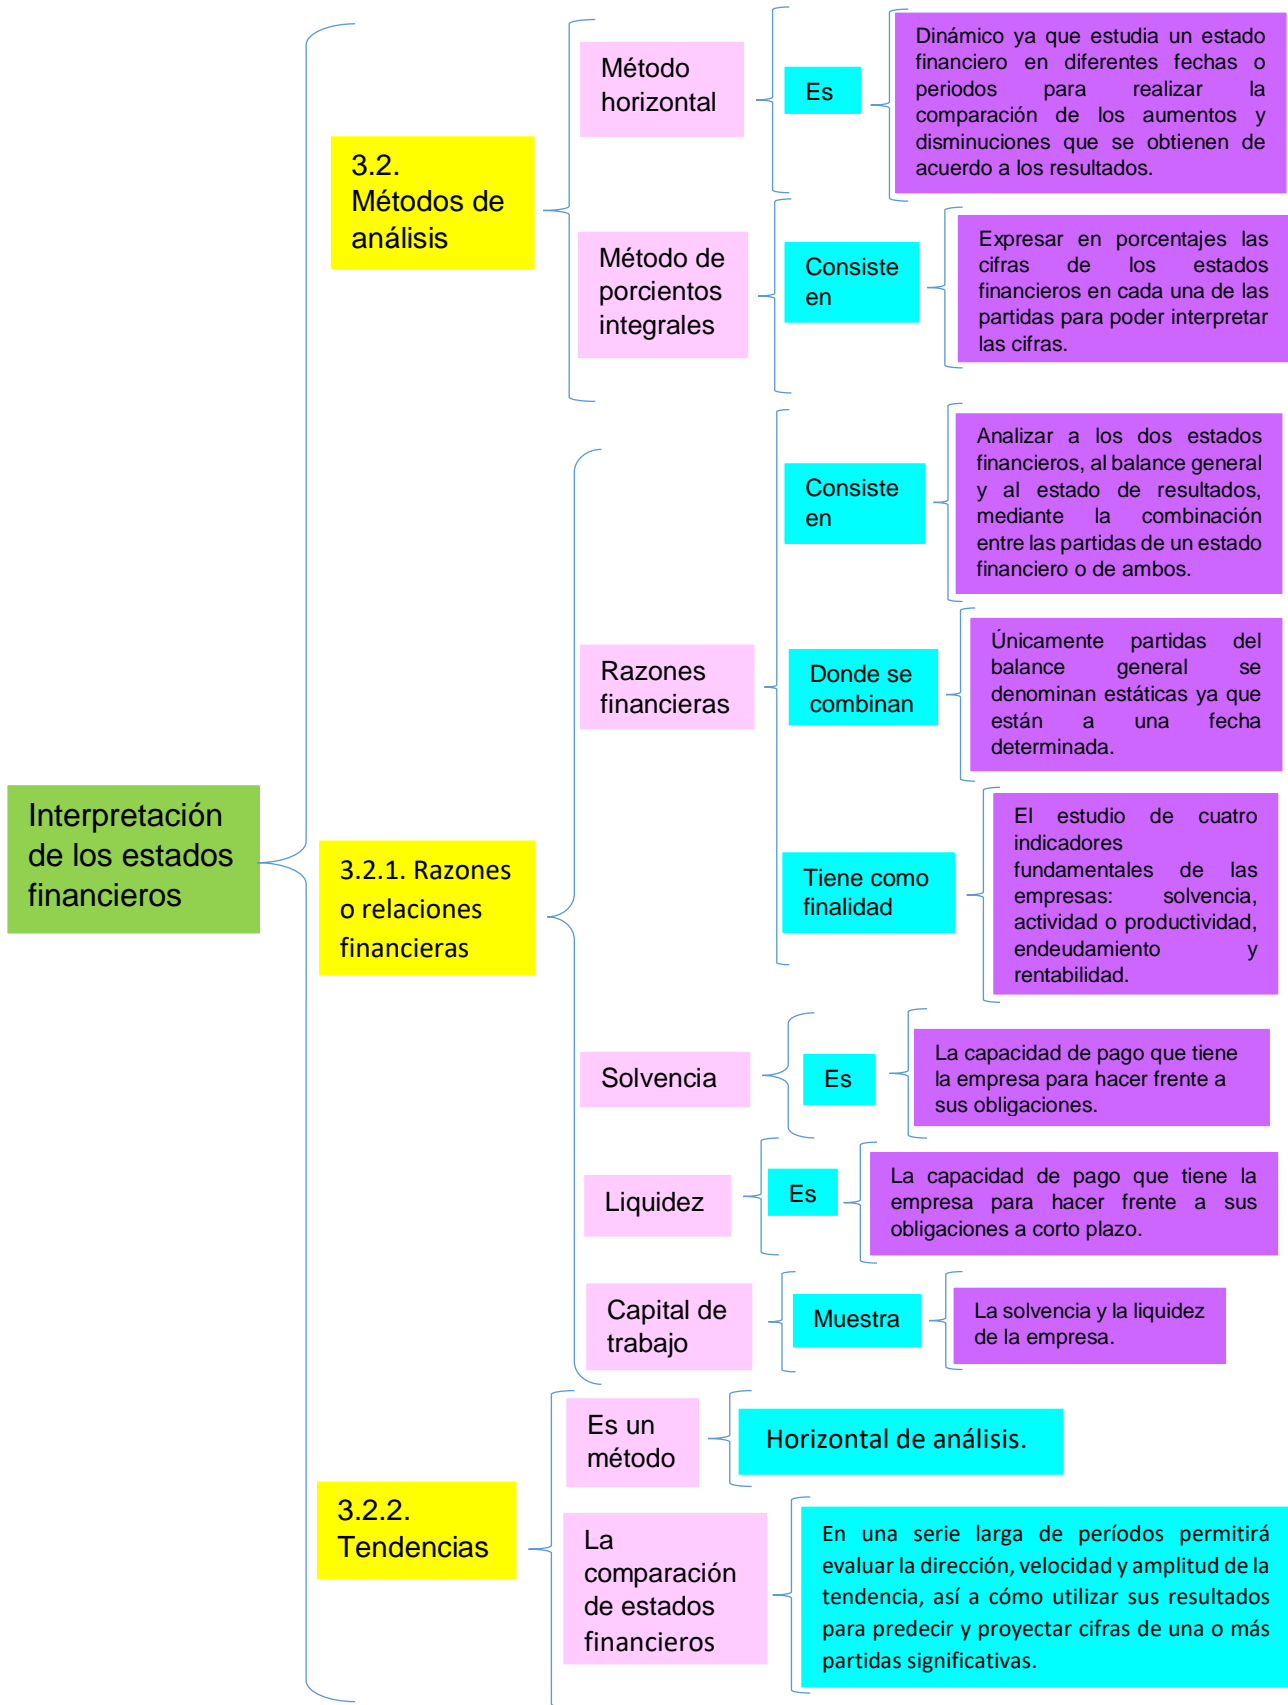 Interpretación
de los estados
financieros
3.2.
Métodos de
análisis
Método
horizontal
Es
Dinámico ya que estudia un estado
financiero en diferentes fechas o
periodos para realizar la
comparación de los aumentos y
disminuciones que se obtienen de
acuerdo a los resultados.
Método de
porcientos
integrales
Consiste
en
Expresar en porcentajes las
cifras de los estados
financieros en cada una de las
partidas para poder interpretar
las cifras.
3.2.1. Razones
o relaciones
financieras
Razones
financieras
Consiste
en
Analizar a los dos estados
financieros, al balance general
y al estado de resultados,
mediante la combinación
entre las partidas de un estado
financiero o de ambos.
Donde se
combinan
Únicamente partidas del
balance general se
denominan estáticas ya que
están a una fecha
determinada.
Tiene como
finalidad
El estudio de cuatro
indicadores
fundamentales de las
empresas: solvencia,
actividad o productividad,
endeudamiento y
rentabilidad.
Solvencia
Es
La capacidad de pago que tiene
la empresa para hacer frente a
sus obligaciones.
Liquidez
Es
La capacidad de pago que tiene la
empresa para hacer frente a sus
obligaciones a corto plazo.
Capital de
trabajo
Muestra
La solvencia y la liquidez
de la empresa.
3.2.2.
Tendencias
Es un
método
Horizontal de análisis.
La
comparación
de estados
financieros
En una serie larga de períodos permitirá
evaluar la dirección, velocidad y amplitud de la
tendencia, así a cómo utilizar sus resultados
para predecir y proyectar cifras de una o más
partidas significativas.